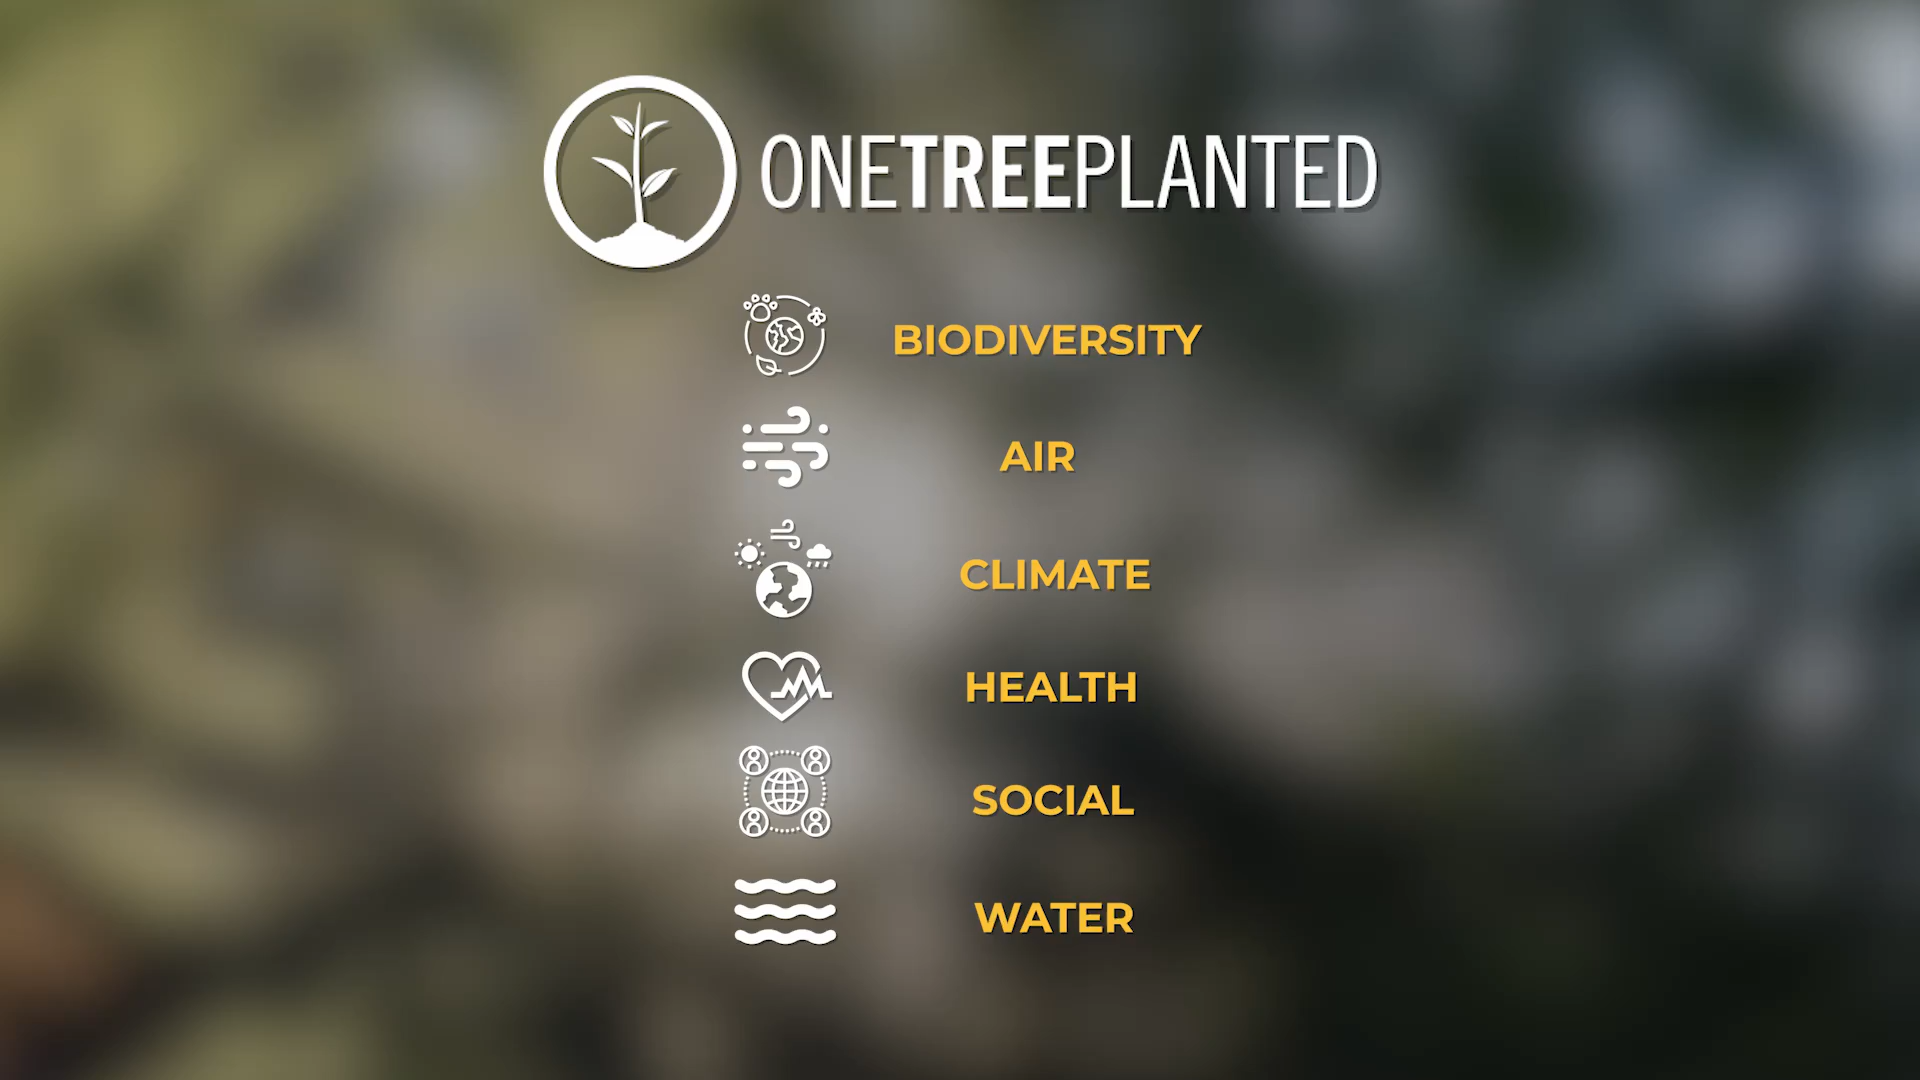 ONETREEPLANTED
BIODIVERSITY
AIR
CLIMATE
HEALTH
SOCIAL
WATER